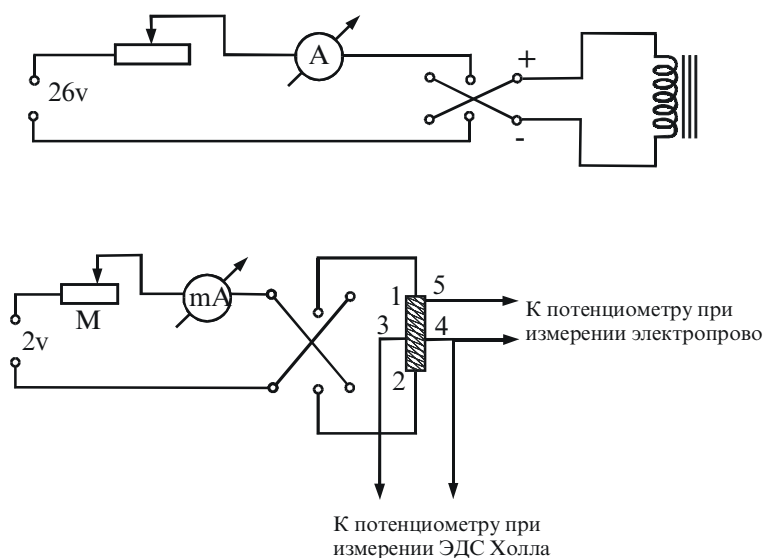 A
26v
+
-
mA
M
2v
1
5
3
4
2
К потенциометру при
измерении электропрово
К потенциометру при
измерении ЭДС Холла